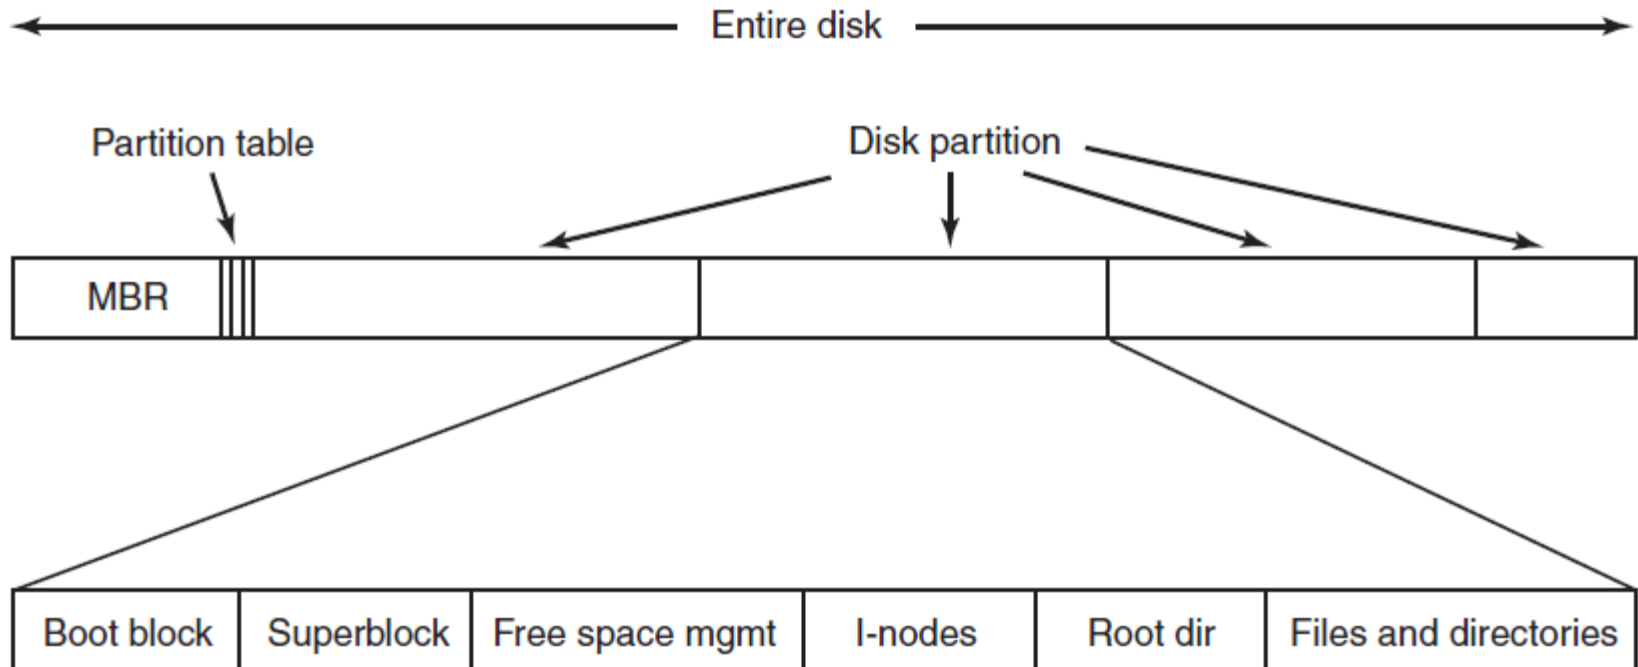 Entire disk
Partition table
Disk partition
MBR
Boot block
Superblock
Free space mgmt
I-nodes
Root dir
Files and directories